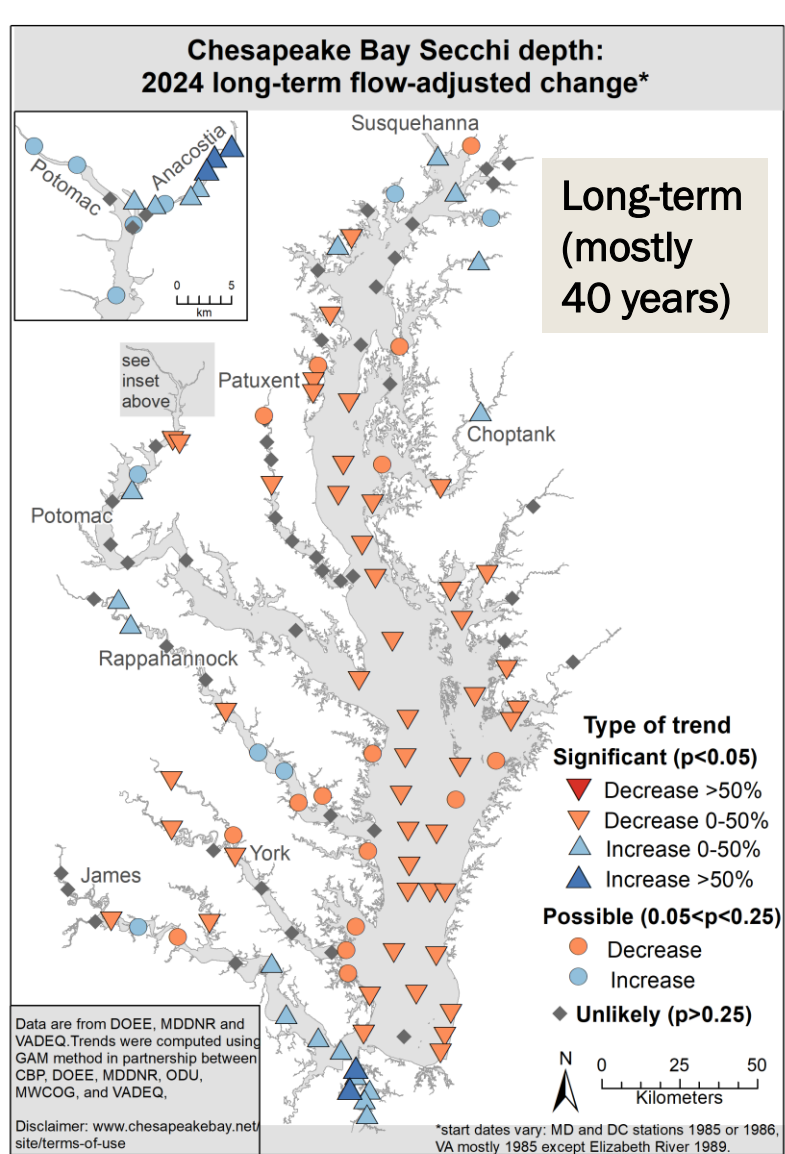 Chesapeake Bay Secchi depth:
2024 long-term flow-adjusted change*
Susquehanna
Potomac
Anacostia
0 5
km
Long-term
(mostly
40 years)
see
inset
above
Patuxent
Choptank
Potomac
Rappahannock
York
James
Type of trend
Significant (p<0.05)
Decrease >50%
Decrease 0-50%
Increase 0-50%
Increase >50%
Possible (0.05<p<0.25)
Decrease
Increase
Unlikely (p>0.25)
N
0 25 50
Kilometers
Data are from DOEE, MDDNR and
VADEQ.Trends were computed using
GAM method in partnership between
CBP, DOEE, MDDNR, ODU,
MWCOG, and VADEQ,
Disclaimer: www.chesapeakebay.net/
site/terms-of-use
*start dates vary: MD and DC stations 1985 or 1986,
VA mostly 1985 except Elizabeth River 1989.